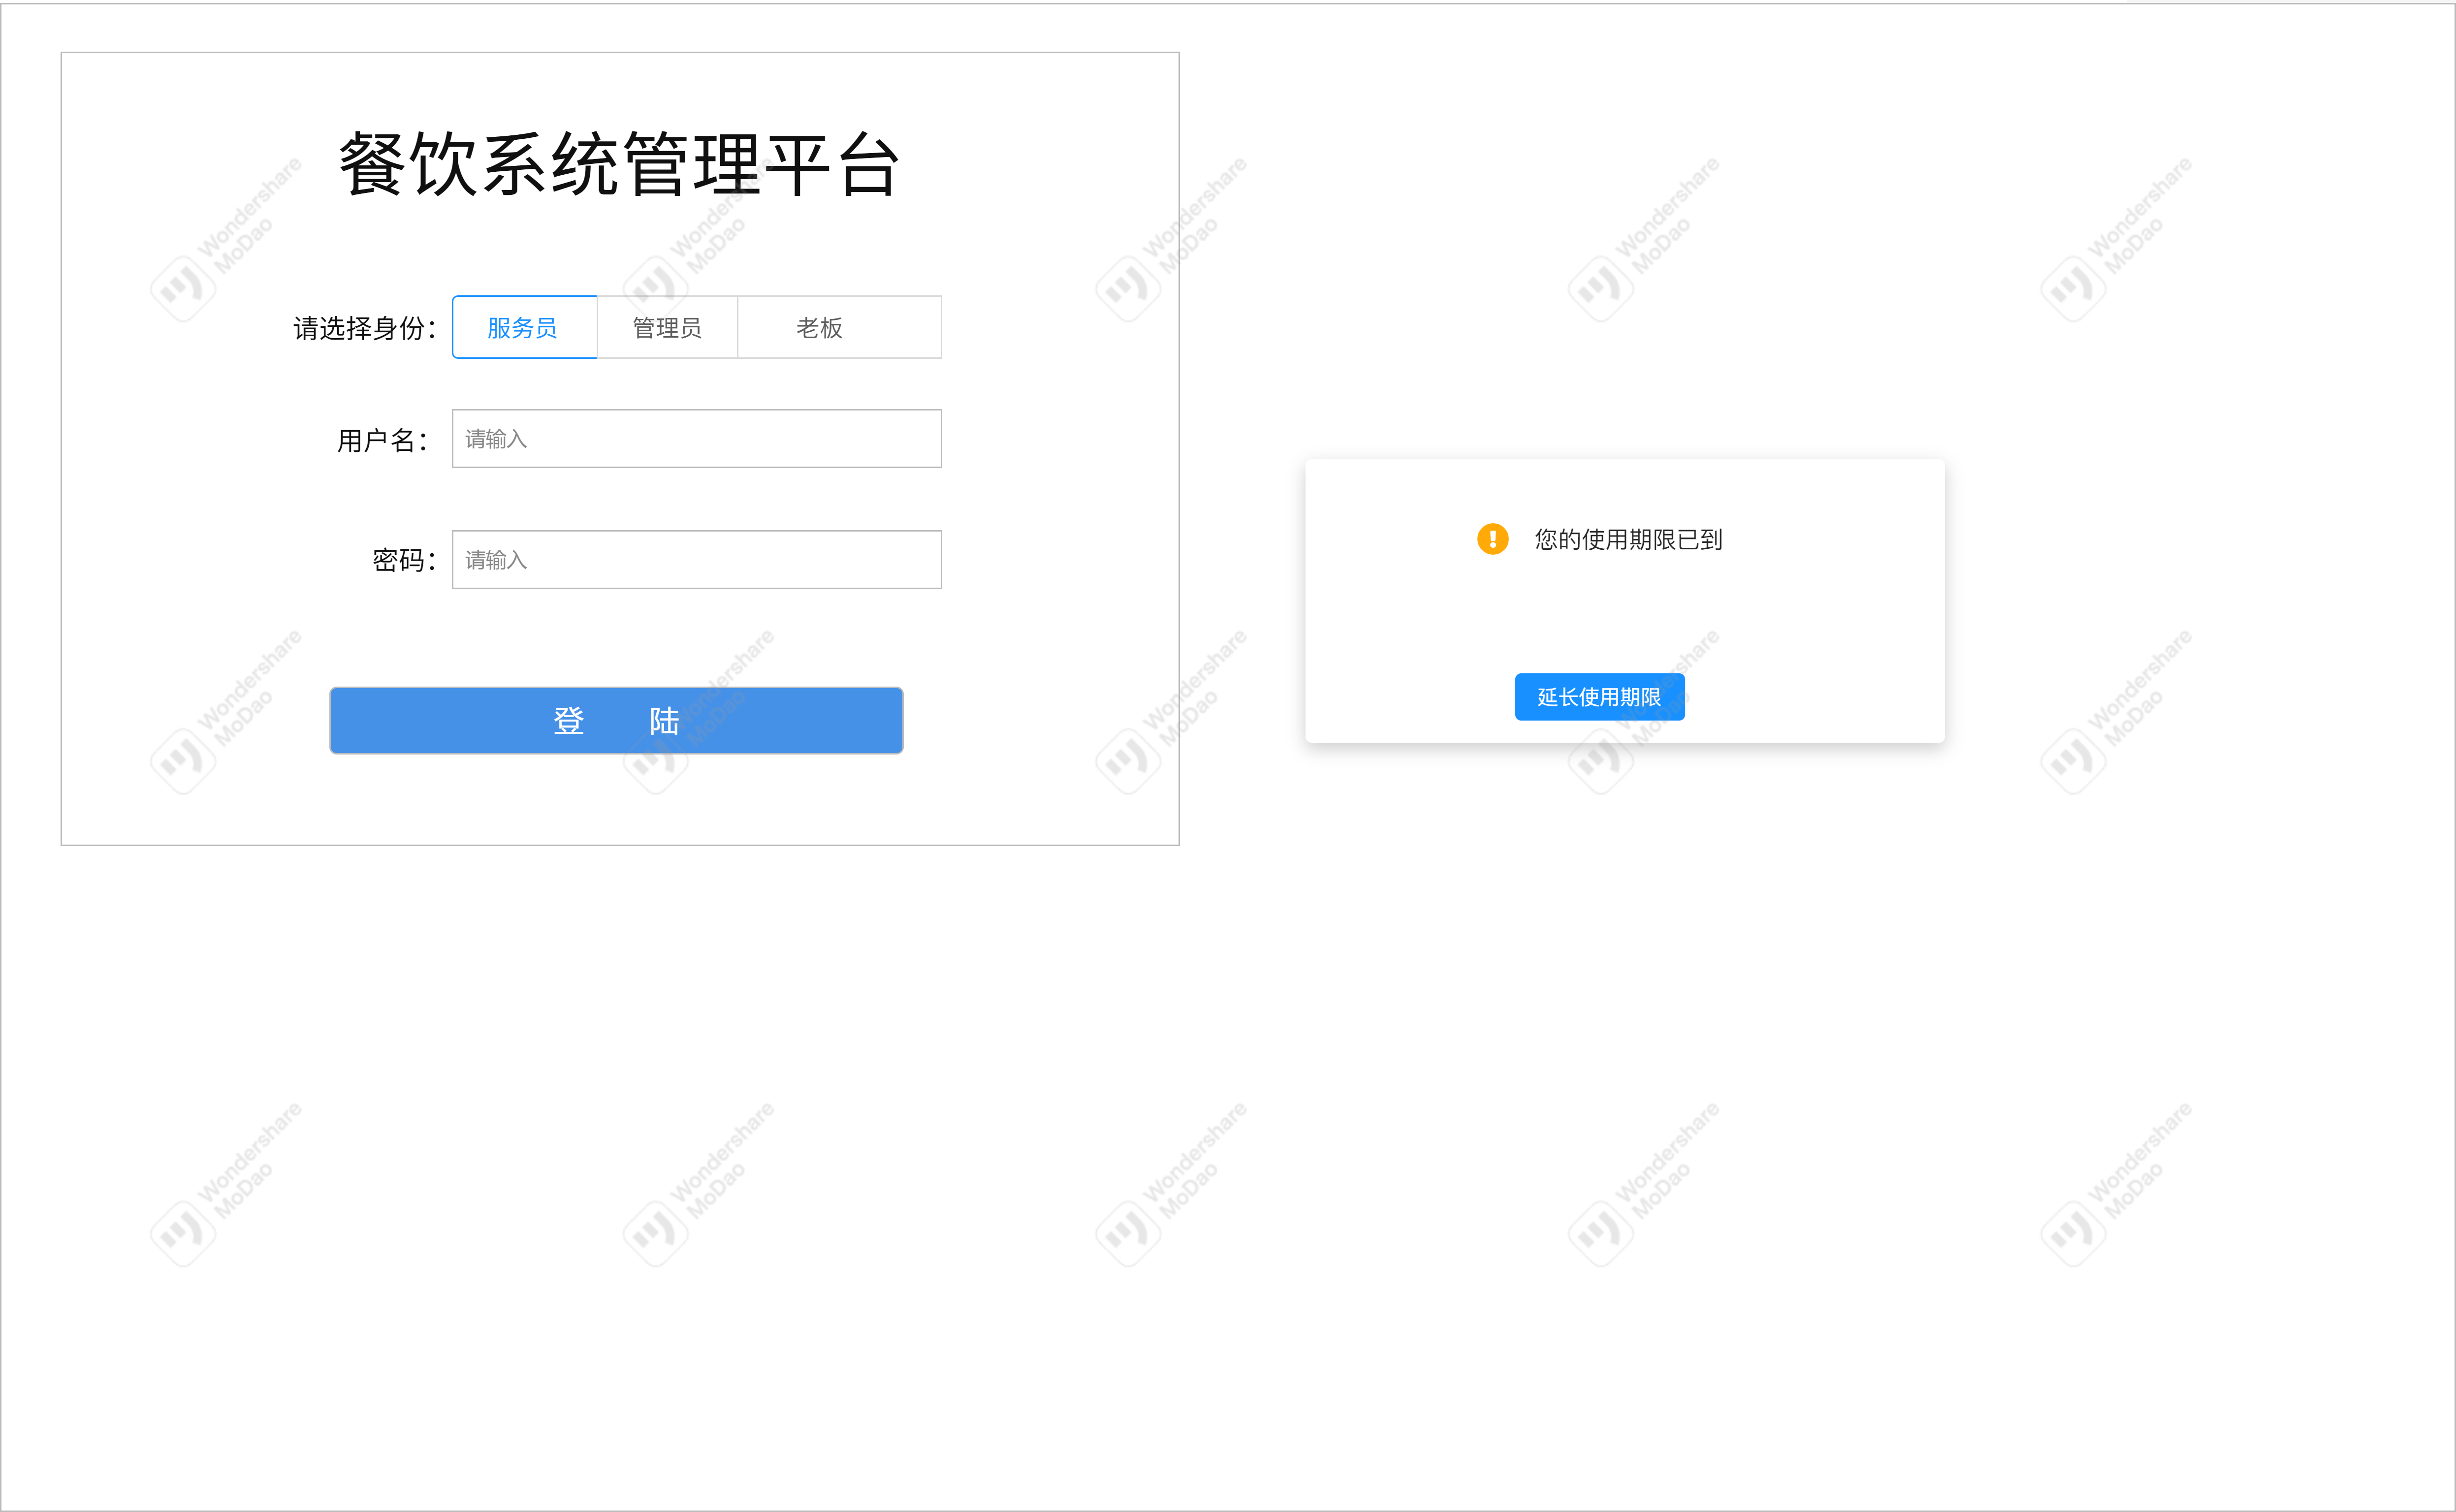 餐饮系统管理平台
请选择身份：
服务员
管理员
老板
用户名：
请输入
密码：
请输入
登 陆
您的使用期限已到
延长使用期限
Wondershare
MoDao
Wondershare
MoDao
Wondershare
MoDao
Wondershare
MoDao
Wondershare
MoDao
Wondershare
MoDao
Wondershare
MoDao
Wondershare
MoDao
Wondershare
MoDao
Wondershare
MoDao
Wondershare
MoDao
Wondershare
MoDao
Wondershare
MoDao
Wondershare
MoDao
Wondershare
MoDao